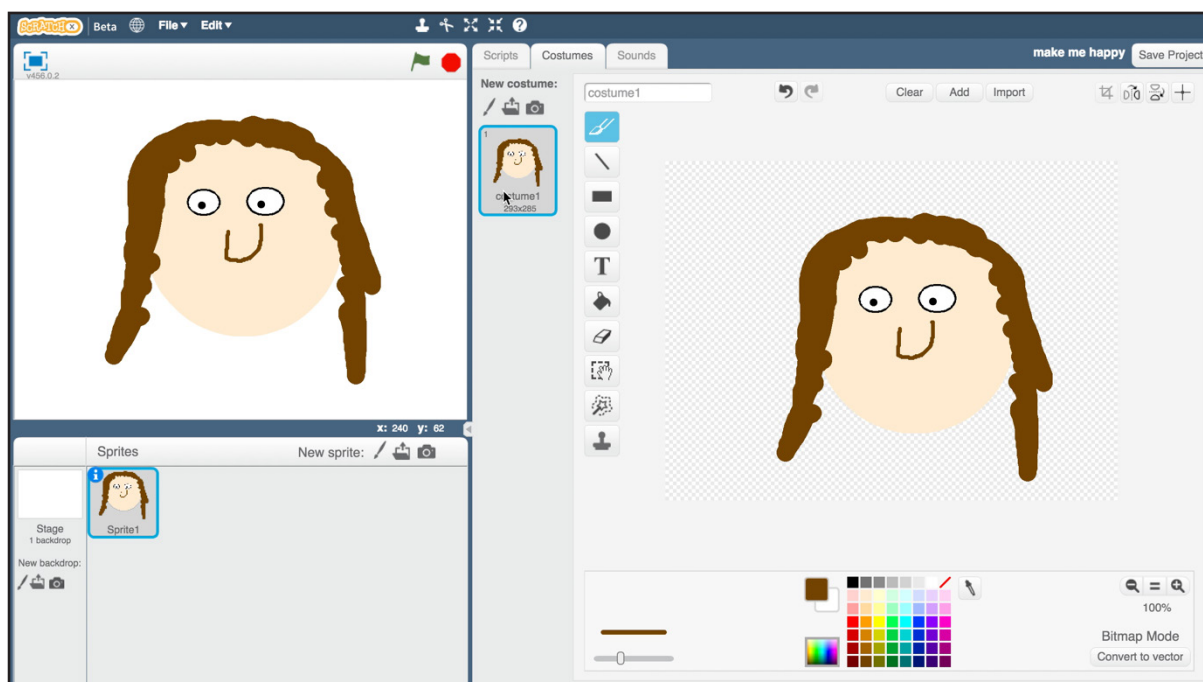 SCRATCHX Beta File Edit
v456.0.2
Scripts Costumes Sounds make me happy Save Project
New costume:
1
costume1
293x285
costume1 Clear Add Import
T
x: 240 y: 62
Sprites New sprite:
Stage
1 backdrop
New backdrop:
Sprite1
100%
Bitmap Mode
Convert to vector